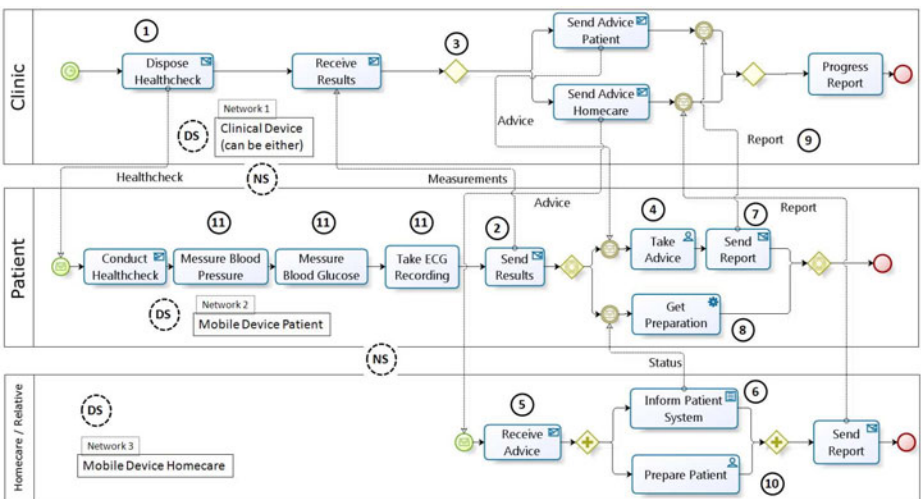 Clinic
1
Dispose
Healthcheck
Receive
Results
3
Send Advice
Patient
Send Advice
Homecare
Progress
Report
Network 1
DS
Clinical Device
(can be either)
Advice
Report
9
Healthcheck
NS
Measurements
Advice
Report
Patient
11
11
11
2
4
7
Conduct
Healthcheck
Messure Blood
Pressure
Messure
Blood Glucose
Take ECG
Recording
Send
Results
Take
Advice
Send
Report
Network 2
DS
Mobile Device Patient
Get
Preparation
8
NS
Status
Homecare / Relative
DS
Network 3
Mobile Device Homecare
5
Receive
Advice
Inform Patient
System
6
Prepare Patient
10
Send
Report